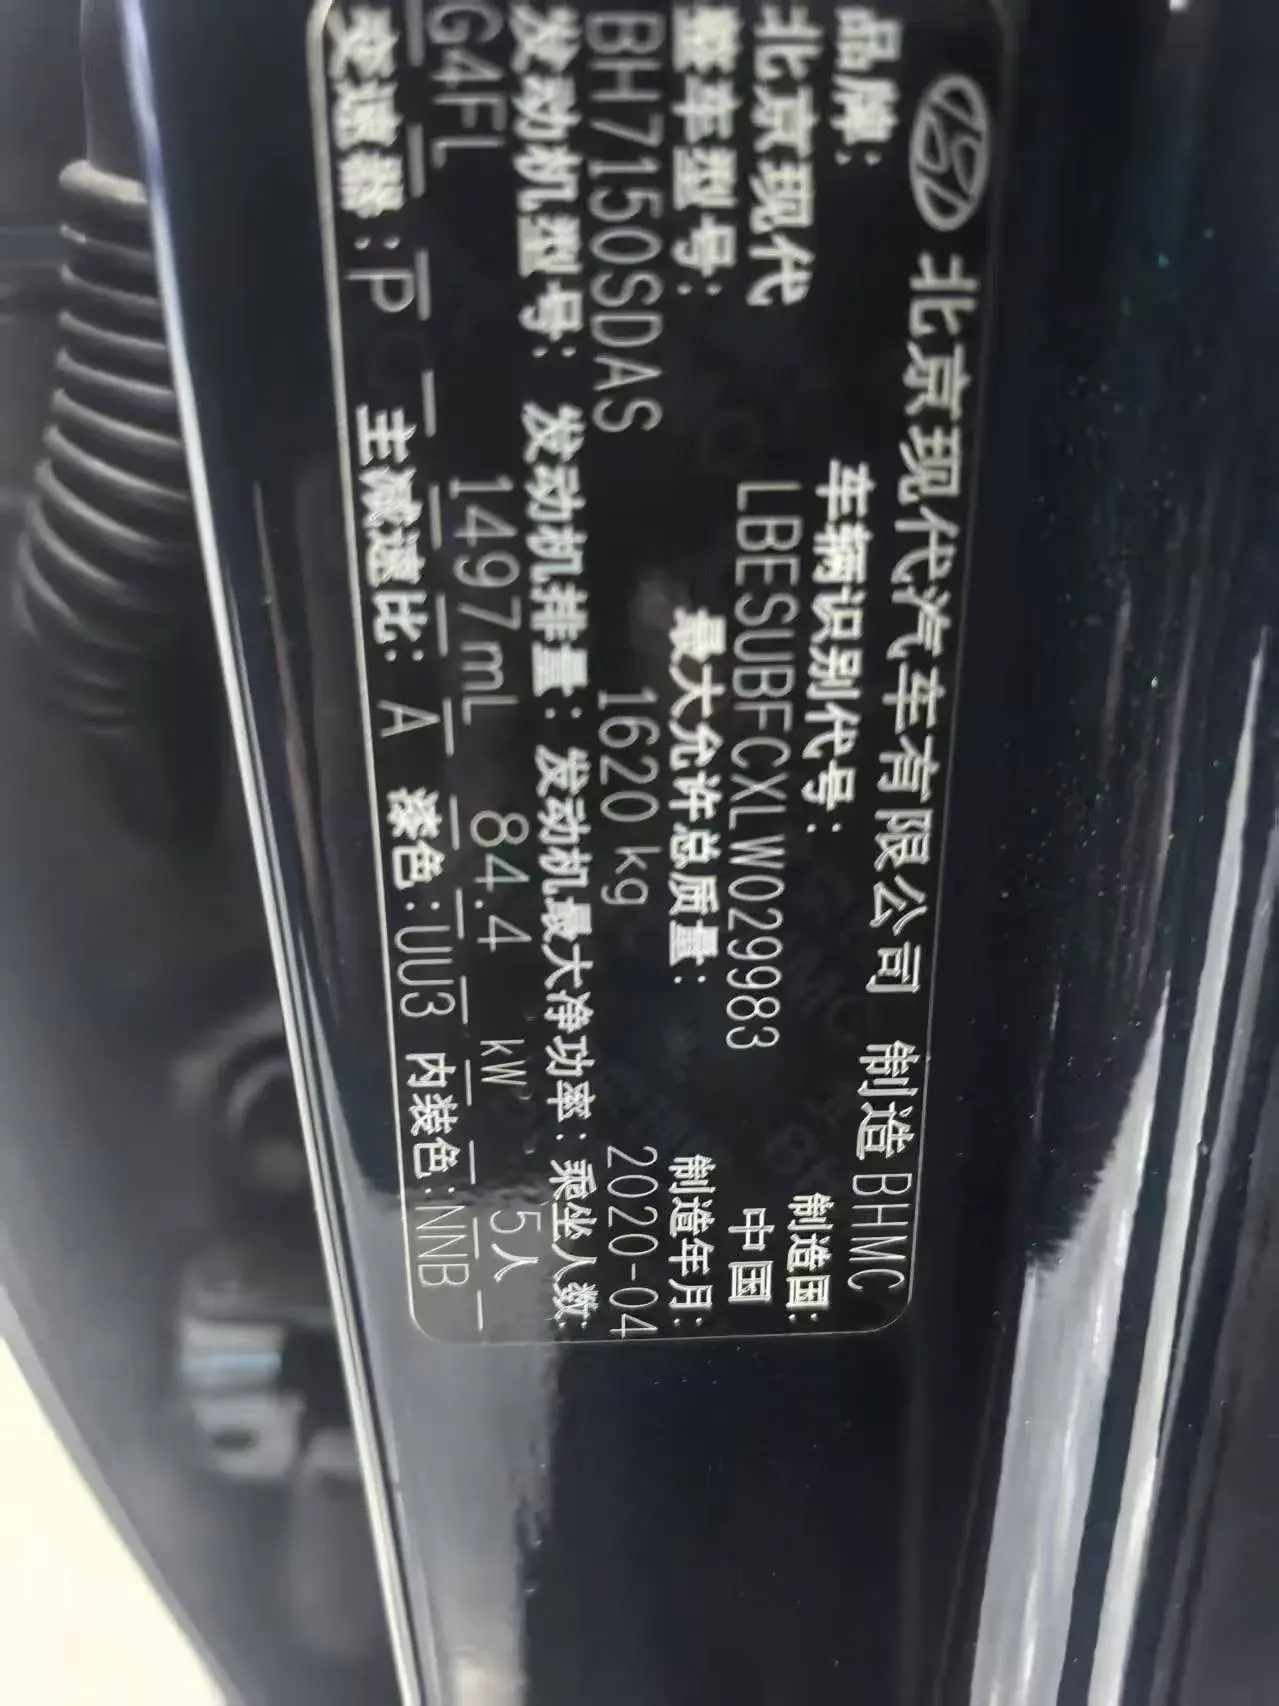 北京现代汽车有限公司 制造 BHMC
品牌: 车辆识别代号: 制造国:
北京现代 LBESUBFCXLW029983 中国
整车型号: 最大允许总质量: 制造年月:
BH7150SDAS 1620 kg 2020-04
发动机型号: 发动机排量: 发动机最大净功率: 乘坐人数:
G4FL 1497mL 84.4 kW 5人
变速器:P 主减速比: A 漆色:UU3 内装色:NNB